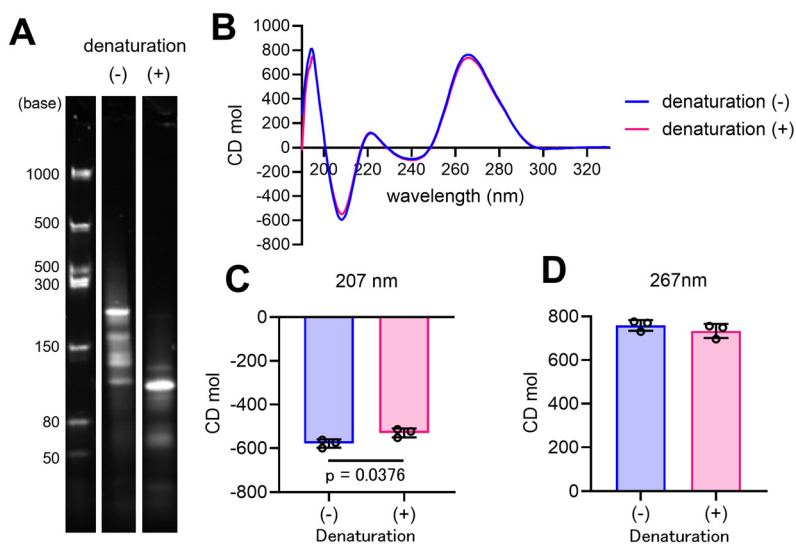 A
denaturation
(-) (+)
(base)
1000
500
500
300
150
80
50
B
1000
800
600
400
200
0
-200
-400
-600
-800
CD mol
200 220 240 260 280 300 320
wavelength (nm)
denaturation (-)
denaturation (+)
C
207 nm
0
-200
-400
-600
-800
CD mol
p = 0.0376
(-) (+)
Denaturation
D
267nm
800
600
400
200
0
CD mol
(-) (+)
Denaturation